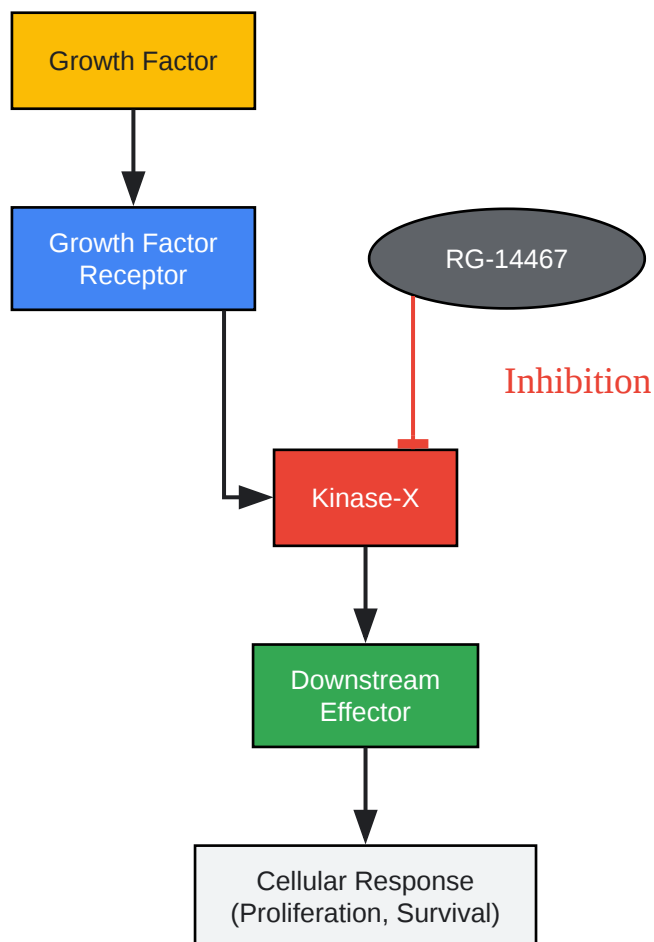 Growth Factor
Growth Factor
Receptor
RG-14467
Inhibition
Kinase-X
Downstream
Effector
Cellular Response
(Proliferation, Survival)